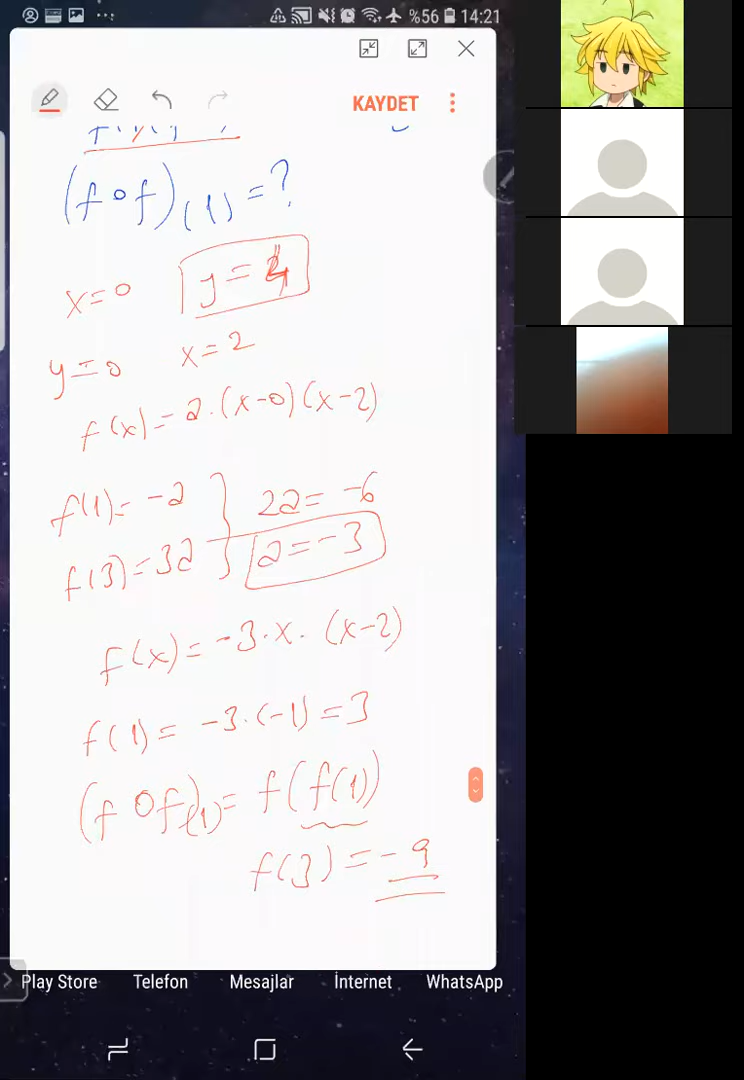 %56 14:21
KAYDET
(f o f)(1) = ?
x = 0 y = 4
y = 0 x = 2
f(x) = a.(x-0)(x-2)
f(1) = -a
2a = -6
f(3) = 3a
a = -3
f(x) = -3.x.(x-2)
f(1) = -3.(-1) = 3
(f o f)(1) = f(f(1))
f(3) = -9
Play Store Telefon Mesajlar İnternet WhatsApp